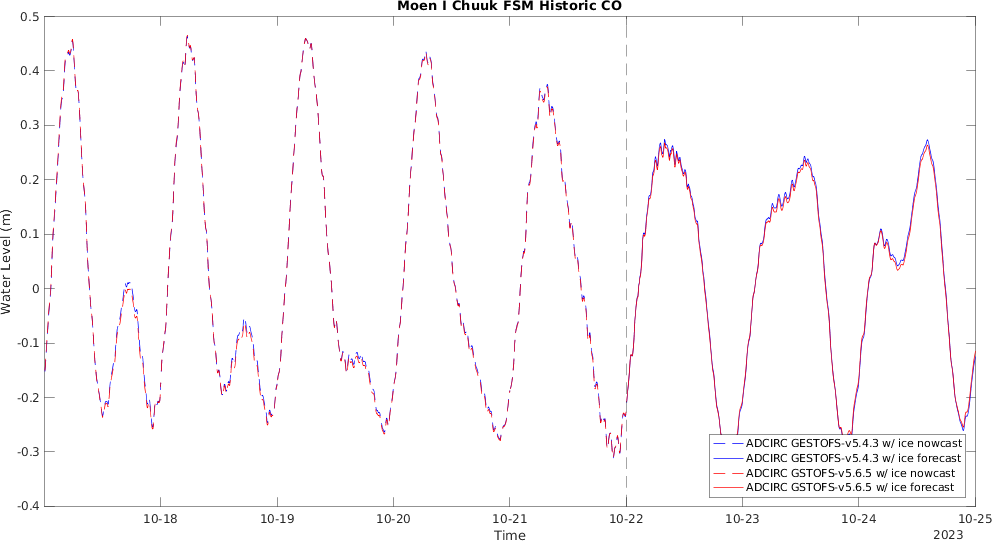 Moen I Chuuk FSM Historic CO
0.5
0.4
0.3
0.2
0.1
0
-0.1
-0.2
-0.3
-0.4
Water Level (m)
ADCIRC GESTOFS-v5.4.3 w/ ice nowcast
ADCIRC GESTOFS-v5.4.3 w/ ice forecast
ADCIRC GSTOFS-v5.6.5 w/ ice nowcast
ADCIRC GSTOFS-v5.6.5 w/ ice forecast
10-18 10-19 10-20 10-21 10-22 10-23 10-24 10-25
Time
2023